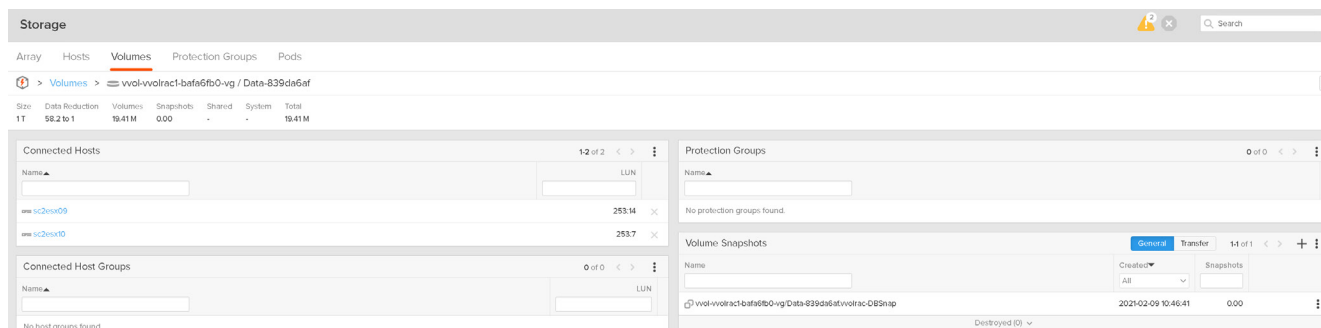 Storage
2
Search
Array Hosts Volumes Protection Groups Pods
> Volumes > vvol-vvolrac1-bafa6fb0-vg / Data-839da6af
Size Data Reduction Volumes Snapshots Shared System Total
1 T 58.2 to 1 19.41 M 0.00 - - 19.41 M
Connected Hosts 1-2 of 2 < >
Name LUN
sc2esx09 253:14
sc2esx10 253:7
Connected Host Groups 0 of 0 < >
Name LUN
No host groups found.
Protection Groups 0 of 0 < >
Name
No protection groups found.
Volume Snapshots General Transfer 1-1 of 1 < > +
Name Created Snapshots
All
vvol-vvolrac1-bafa6fb0-vg/Data-839da6af.vvolrac-DBSnap 2021-02-09 10:46:41 0.00
Destroyed (0)